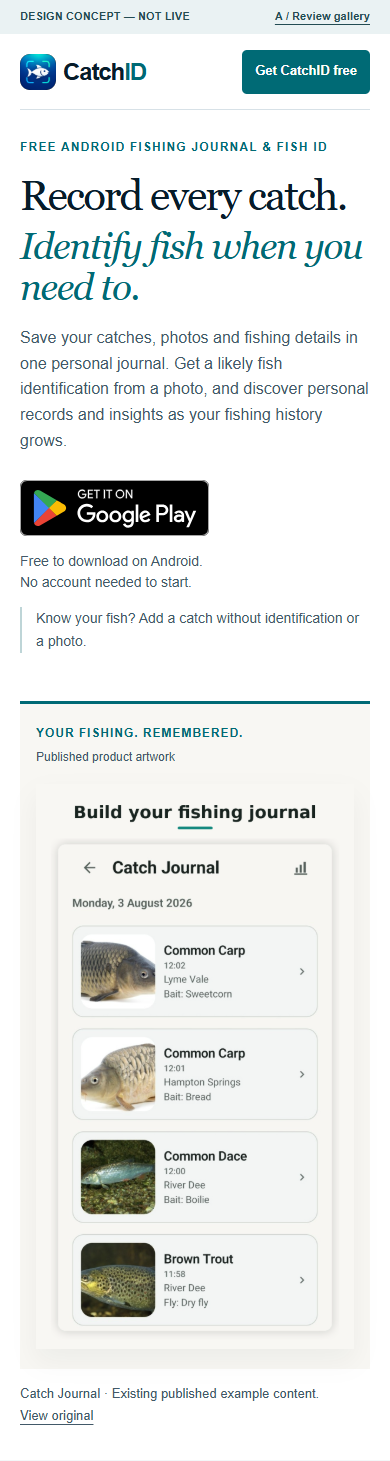 DESIGN CONCEPT — NOT LIVE
A / Review gallery
CatchID
Get CatchID free
FREE ANDROID FISHING JOURNAL & FISH ID
Record every catch.
Identify fish when you
need to.
Save your catches, photos and fishing details in
one personal journal. Get a likely fish
identification from a photo, and discover personal
records and insights as your fishing history
grows.
GET IT ON
Google Play
Free to download on Android.
No account needed to start.
Know your fish? Add a catch without identification or
a photo.
YOUR FISHING. REMEMBERED.
Published product artwork
Build your fishing journal
Catch Journal
Monday, 3 August 2026
Common Carp
12:02
Lyme Vale
Bait: Sweetcorn
Common Carp
12:01
Hampton Springs
Bait: Bread
Common Dace
12:00
River Dee
Bait: Boilie
Brown Trout
11:58
River Dee
Fly: Dry fly
Catch Journal · Existing published example content.
View original